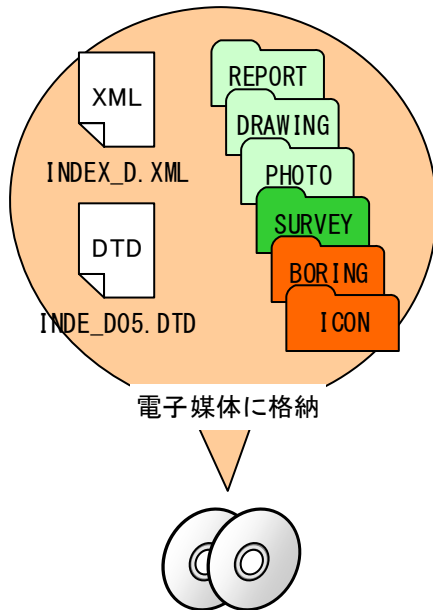 XML
INDEX_D.XML
DTD
INDE_D05.DTD
REPORT
DRAWING
PHOTO
SURVEY
BORING
ICON
電子媒体に格納